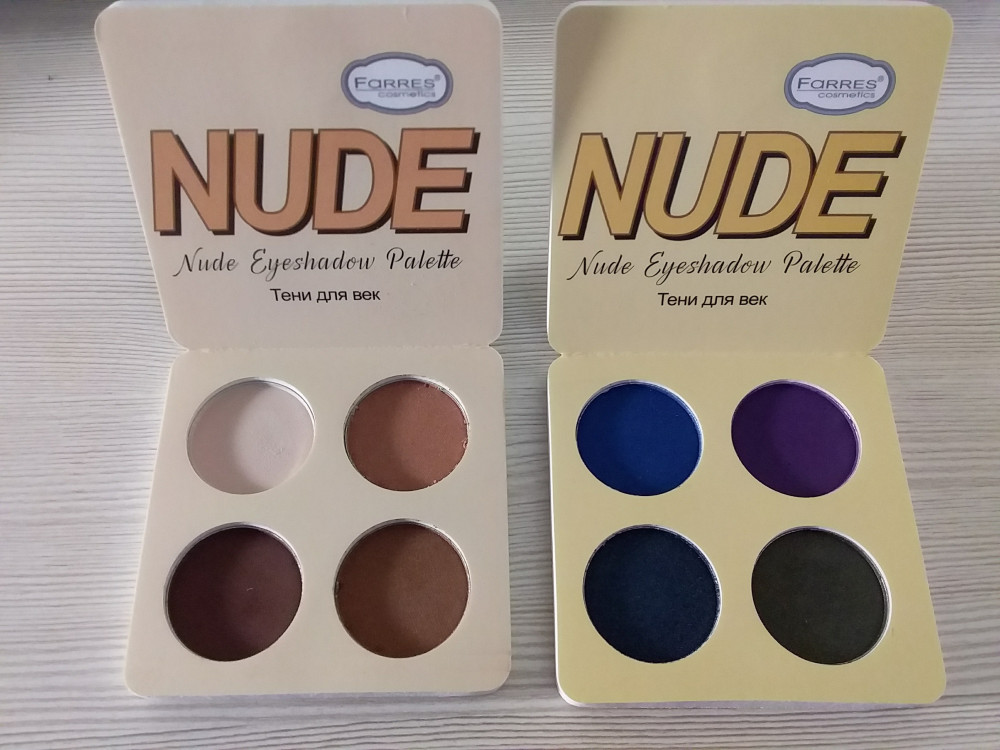 FARRES®
cosmetics
NUDE
Nude Eyeshadow Palette
Тени для век
FARRES®
cosmetics
NUDE
Nude Eyeshadow Palette
Тени для век